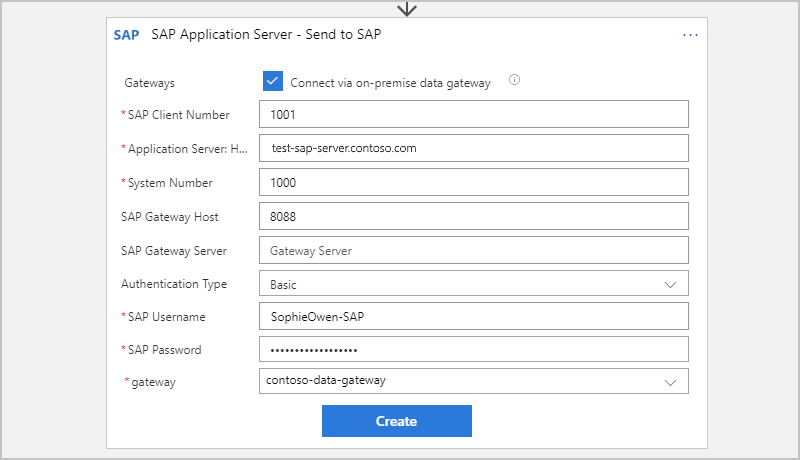 SAP SAP Application Server - Send to SAP ...
Gateways Connect via on-premise data gateway
*SAP Client Number 1001
*Application Server: H... test-sap-server.contoso.com
*System Number 1000
SAP Gateway Host 8088
SAP Gateway Server Gateway Server
Authentication Type Basic
*SAP Username SophieOwen-SAP
*SAP Password ••••••••••••••••••
*gateway contoso-data-gateway
Create